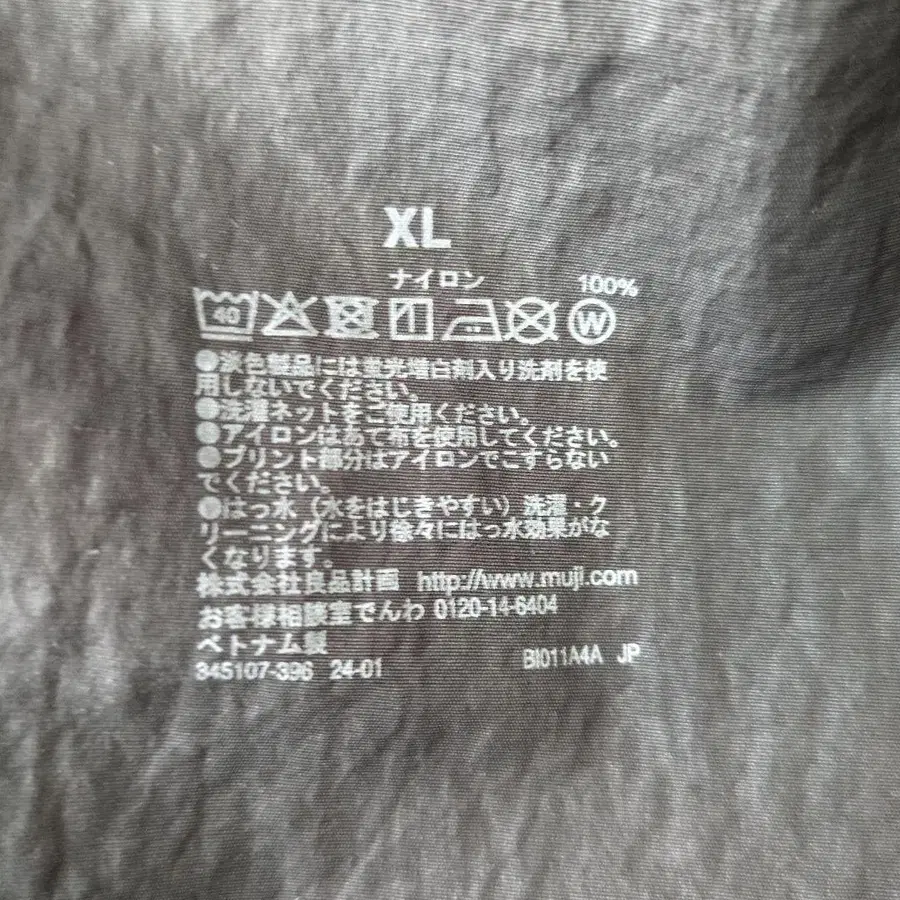 XL
ナイロン 100%
40
W
●淡色製品には蛍光増白剤入り洗剤を使
用しないでください。
●洗濯ネットをご使用ください。
●アイロンはあて布を使用してください。
●プリント部分はアイロンでこすらない
でください。
●はっ水（水をはじきやすい）洗濯・ク
リーニングにより徐々にはっ水効果がな
くなります。
株式会社良品計画 http://www.muji.com
お客様相談室でんわ 0120-14-6404
ベトナム製
345107-396 24-01 BI011A4A JP